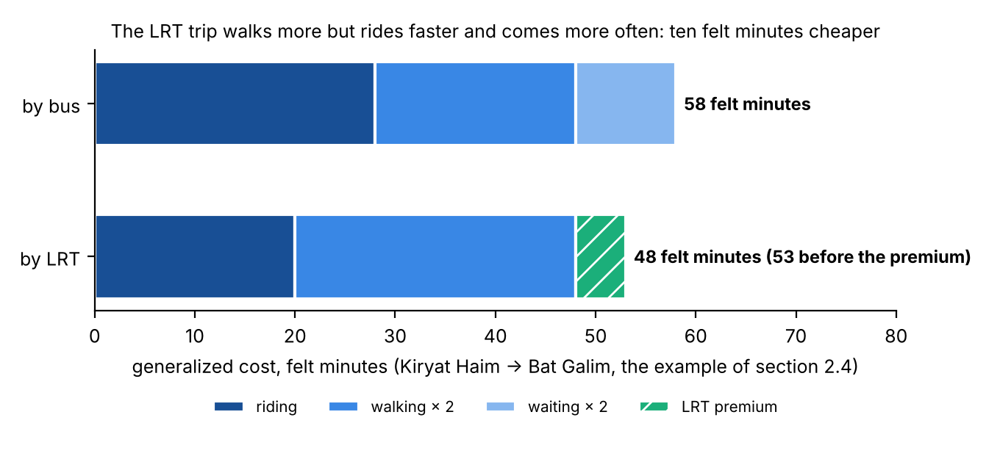 The LRT trip walks more but rides faster and comes more often: ten felt minutes cheaper
by bus
58 felt minutes
by LRT
48 felt minutes (53 before the premium)
0 10 20 30 40 50 60 70 80
generalized cost, felt minutes (Kiryat Haim → Bat Galim, the example of section 2.4)
riding walking × 2 waiting × 2 LRT premium